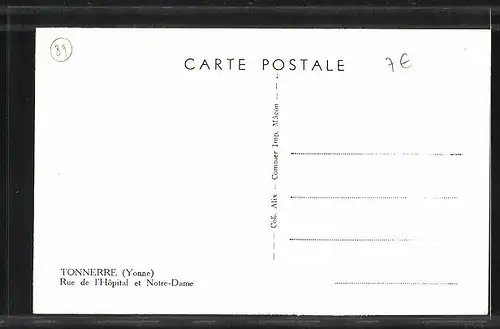 89
CARTE POSTALE
7€
Coll. Alix — Combier Imp. Mâcon
TONNERRE (Yonne)
Rue de l'Hôpital et Notre-Dame